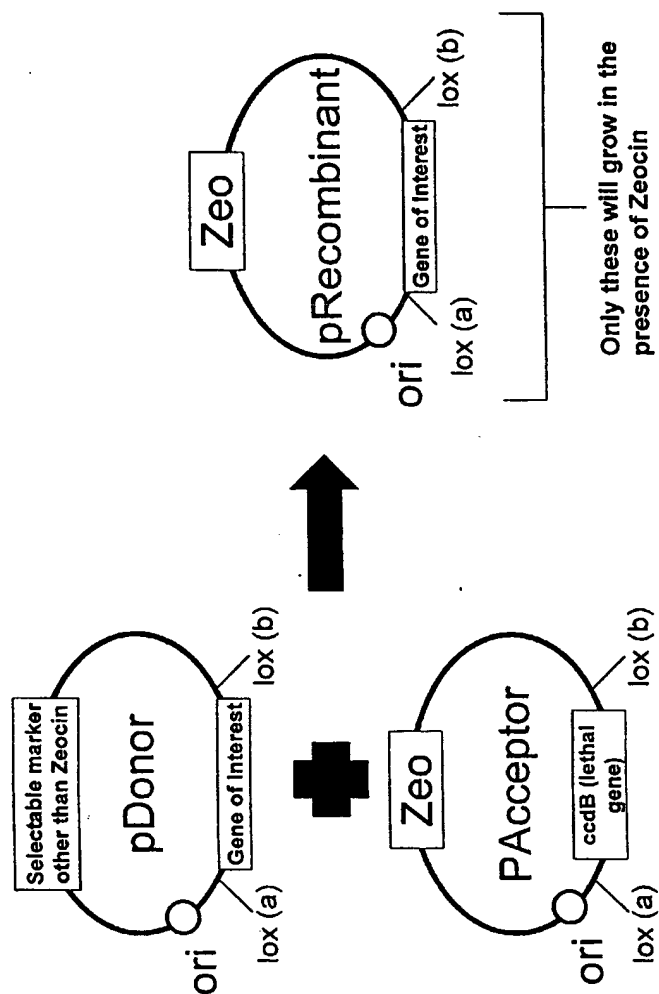 Selectable marker
other than Zeocin
pDonor
ori
lox (a)
Gene of Interest
lox (b)
Zeo
PAcceptor
ori
lox (a)
ccdB (lethal
gene)
lox (b)
Zeo
pRecombinant
ori
lox (a)
Gene of Interest
lox (b)
Only these will grow in the
presence of Zeocin